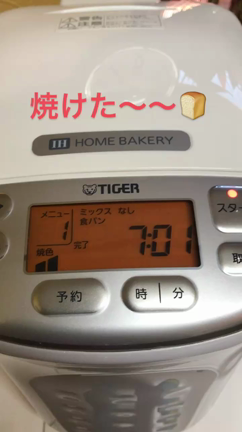 焼けた～～🍞
HOME BAKERY
TIGER
メニュー
ミックス なし
1
食パン
焼色
完了
7:01
スター
予約
時 | 分
取